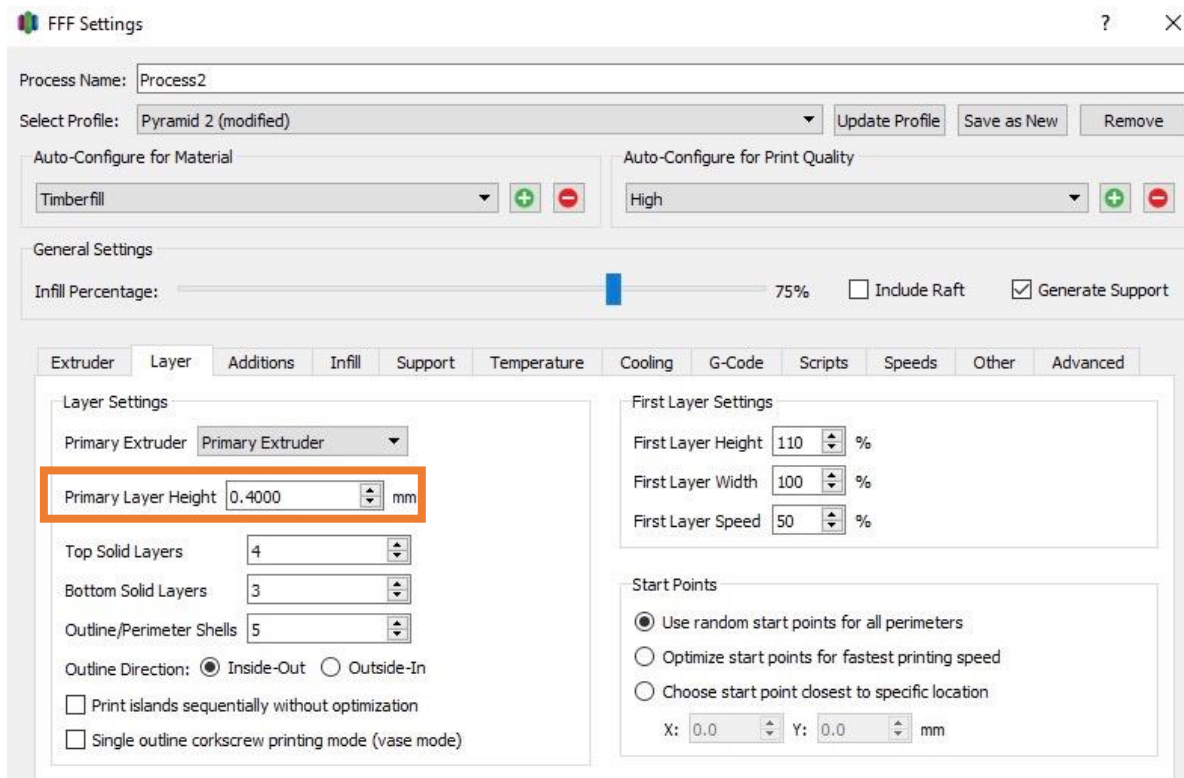 FFF Settings
?
Process Name: Process2
Select Profile: Pyramid 2 (modified) Update Profile Save as New Remove
Auto-Configure for Material
Timberfill
Auto-Configure for Print Quality
High
General Settings
Infill Percentage: 75% Include Raft Generate Support
Extruder Layer Additions Infill Support Temperature Cooling G-Code Scripts Speeds Other Advanced
Layer Settings
Primary Extruder Primary Extruder
Primary Layer Height 0.4000 mm
Top Solid Layers 4
Bottom Solid Layers 3
Outline/Perimeter Shells 5
Outline Direction: Inside-Out Outside-In
Print islands sequentially without optimization
Single outline corkscrew printing mode (vase mode)
First Layer Settings
First Layer Height 110 %
First Layer Width 100 %
First Layer Speed 50 %
Start Points
Use random start points for all perimeters
Optimize start points for fastest printing speed
Choose start point closest to specific location
X: 0.0 Y: 0.0 mm